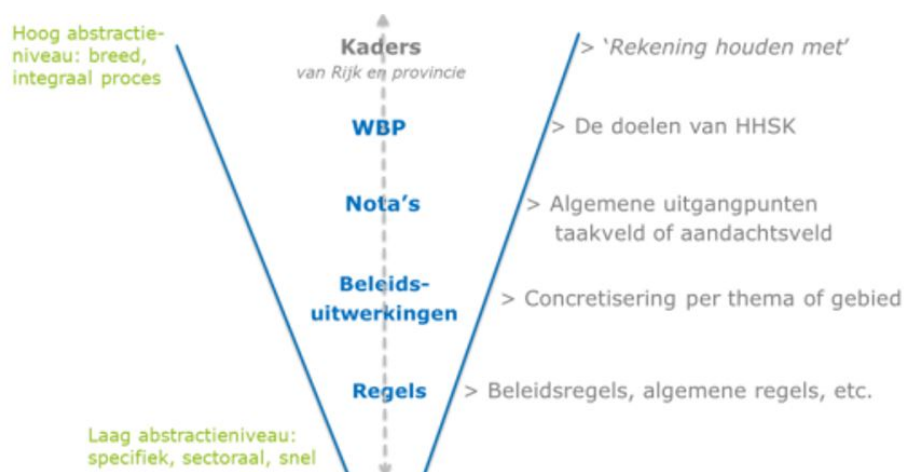 Hoog abstractie-
niveau: breed,
integraal proces
Kaders
van Rijk en provincie
> ‘Rekening houden met’
WBP
> De doelen van HHSK
Nota’s
> Algemene uitgangpunten
taakveld of aandachtsveld
Beleids-
uitwerkingen
> Concretisering per thema of gebied
Regels
> Beleidsregels, algemene regels, etc.
Laag abstractieniveau:
specifiek, sectoraal, snel